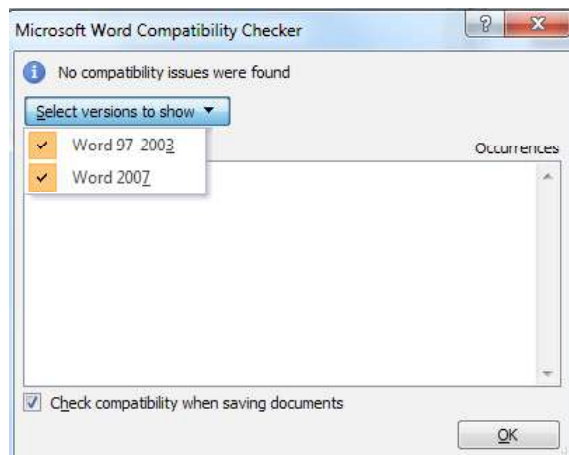 Microsoft Word Compatibility Checker
No compatibility issues were found
Select versions to show
Word 97 2003
Occurrences
Word 2007
Check compatibility when saving documents
OK